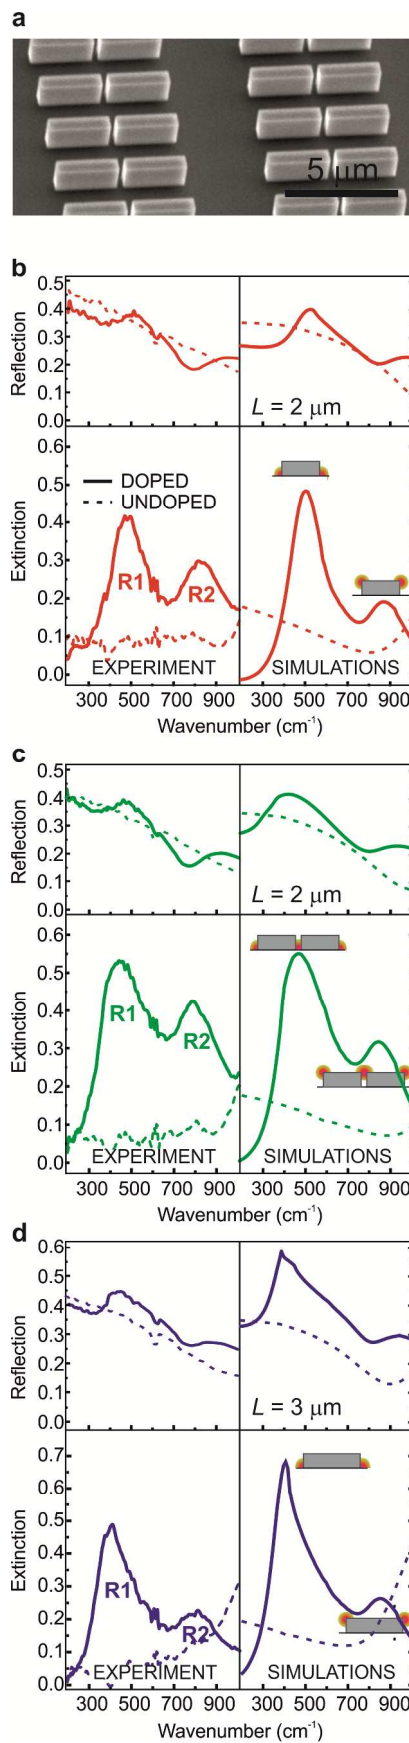 a
5 μm
b
0.5
0.4
0.3
0.2
0.1
0.0
Reflection
L = 2 μm
0.6
0.5
0.4
0.3
0.2
0.1
0.0
Extinction
DOPED
UNDOPED
R1
R2
EXPERIMENT
SIMULATIONS
300 500 700 900 300 500 700 900
Wavenumber (cm⁻¹)
c
0.5
0.4
0.3
0.2
0.1
0.0
Reflection
L = 2 μm
0.6
0.5
0.4
0.3
0.2
0.1
0.0
Extinction
R1
R2
EXPERIMENT
SIMULATIONS
300 500 700 900 300 500 700 900
Wavenumber (cm⁻¹)
d
0.6
0.5
0.4
0.3
0.2
0.1
0.0
Reflection
L = 3 μm
0.7
0.6
0.5
0.4
0.3
0.2
0.1
0.0
Extinction
R1
R2
EXPERIMENT
SIMULATIONS
300 500 700 900 300 500 700 900
Wavenumber (cm⁻¹)